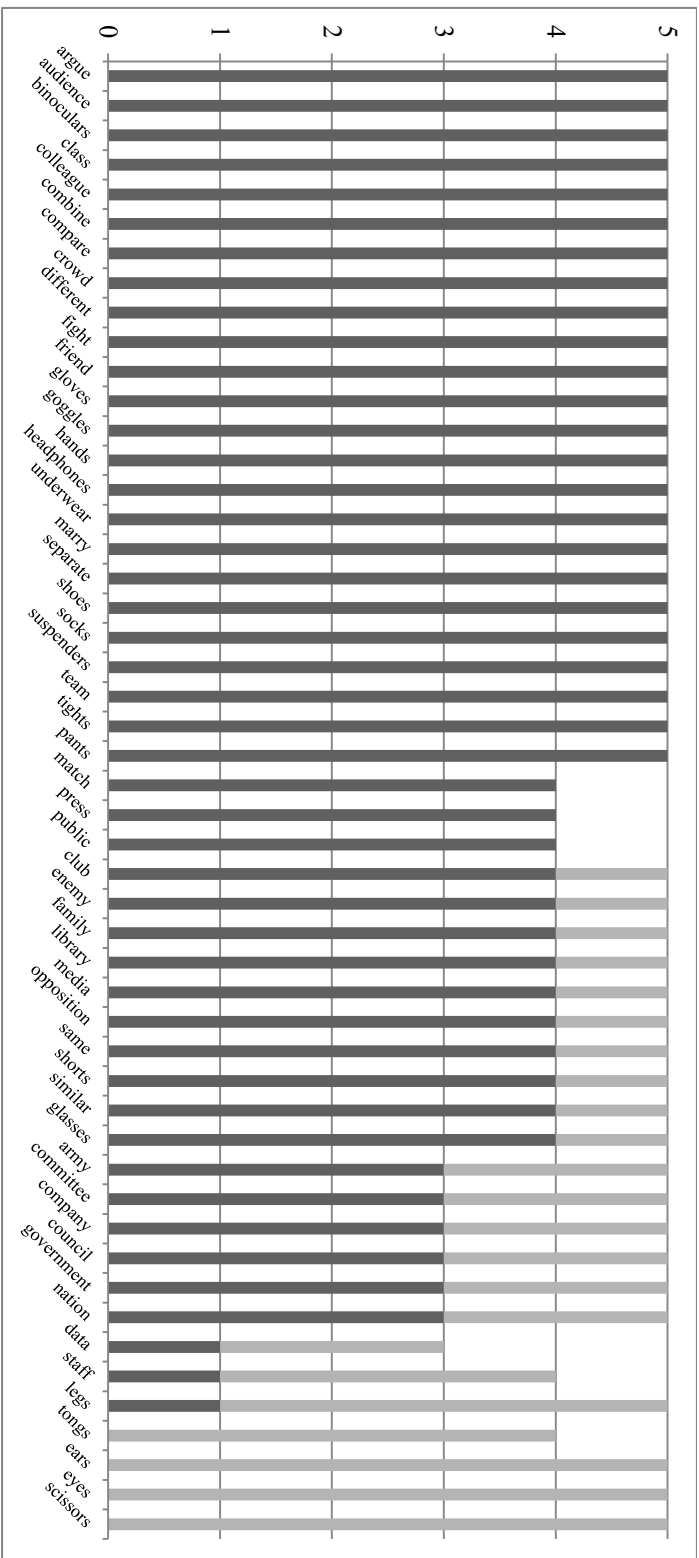 0
1
2
3
4
5
argue
audience
binoculars
class
colleague
combine
compare
crowd
different
fight
friend
gloves
goggles
hands
headphones
underwear
marry
separate
shoes
socks
suspenders
team
tights
pants
match
press
public
club
enemy
family
library
media
opposition
same
shorts
similar
glasses
army
committee
company
council
government
nation
data
staff
legs
tongs
ears
eyes
scissors